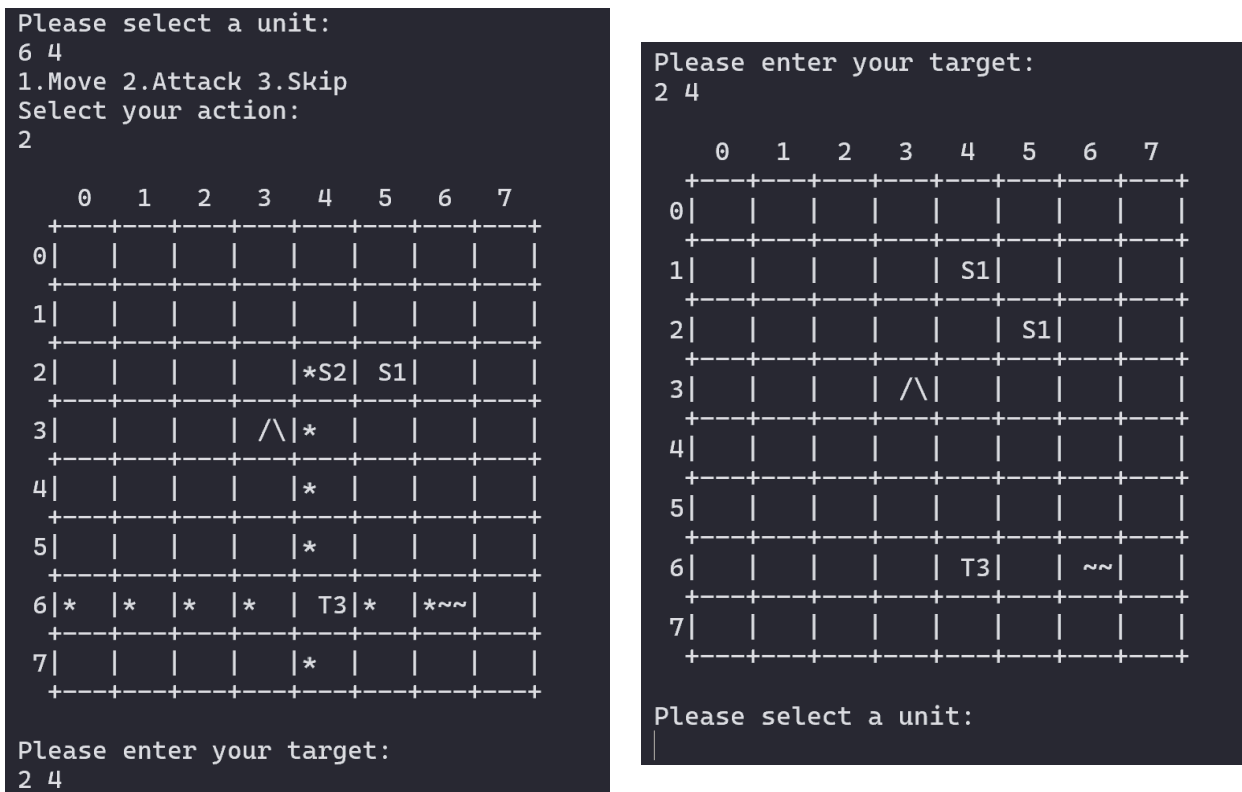 Please select a unit:
6 4
1.Move 2.Attack 3.Skip
Select your action:
2

     0   1   2   3   4   5   6   7
   +---+---+---+---+---+---+---+---+
  0|   |   |   |   |   |   |   |   |
   +---+---+---+---+---+---+---+---+
  1|   |   |   |   |   |   |   |   |
   +---+---+---+---+---+---+---+---+
  2|   |   |   |   |*S2| S1|   |   |
   +---+---+---+---+---+---+---+---+
  3|   |   |   | /\|*  |   |   |   |
   +---+---+---+---+---+---+---+---+
  4|   |   |   |   |*  |   |   |   |
   +---+---+---+---+---+---+---+---+
  5|   |   |   |   |*  |   |   |   |
   +---+---+---+---+---+---+---+---+
  6|*  |*  |*  |*  | T3|*  |*~~|   |
   +---+---+---+---+---+---+---+---+
  7|   |   |   |   |*  |   |   |   |
   +---+---+---+---+---+---+---+---+

Please enter your target:
2 4
Please enter your target:
2 4

     0   1   2   3   4   5   6   7
   +---+---+---+---+---+---+---+---+
  0|   |   |   |   |   |   |   |   |
   +---+---+---+---+---+---+---+---+
  1|   |   |   |   | S1|   |   |   |
   +---+---+---+---+---+---+---+---+
  2|   |   |   |   |   | S1|   |   |
   +---+---+---+---+---+---+---+---+
  3|   |   |   | /\|   |   |   |   |
   +---+---+---+---+---+---+---+---+
  4|   |   |   |   |   |   |   |   |
   +---+---+---+---+---+---+---+---+
  5|   |   |   |   |   |   |   |   |
   +---+---+---+---+---+---+---+---+
  6|   |   |   |   | T3|   | ~~|   |
   +---+---+---+---+---+---+---+---+
  7|   |   |   |   |   |   |   |   |
   +---+---+---+---+---+---+---+---+

Please select a unit: